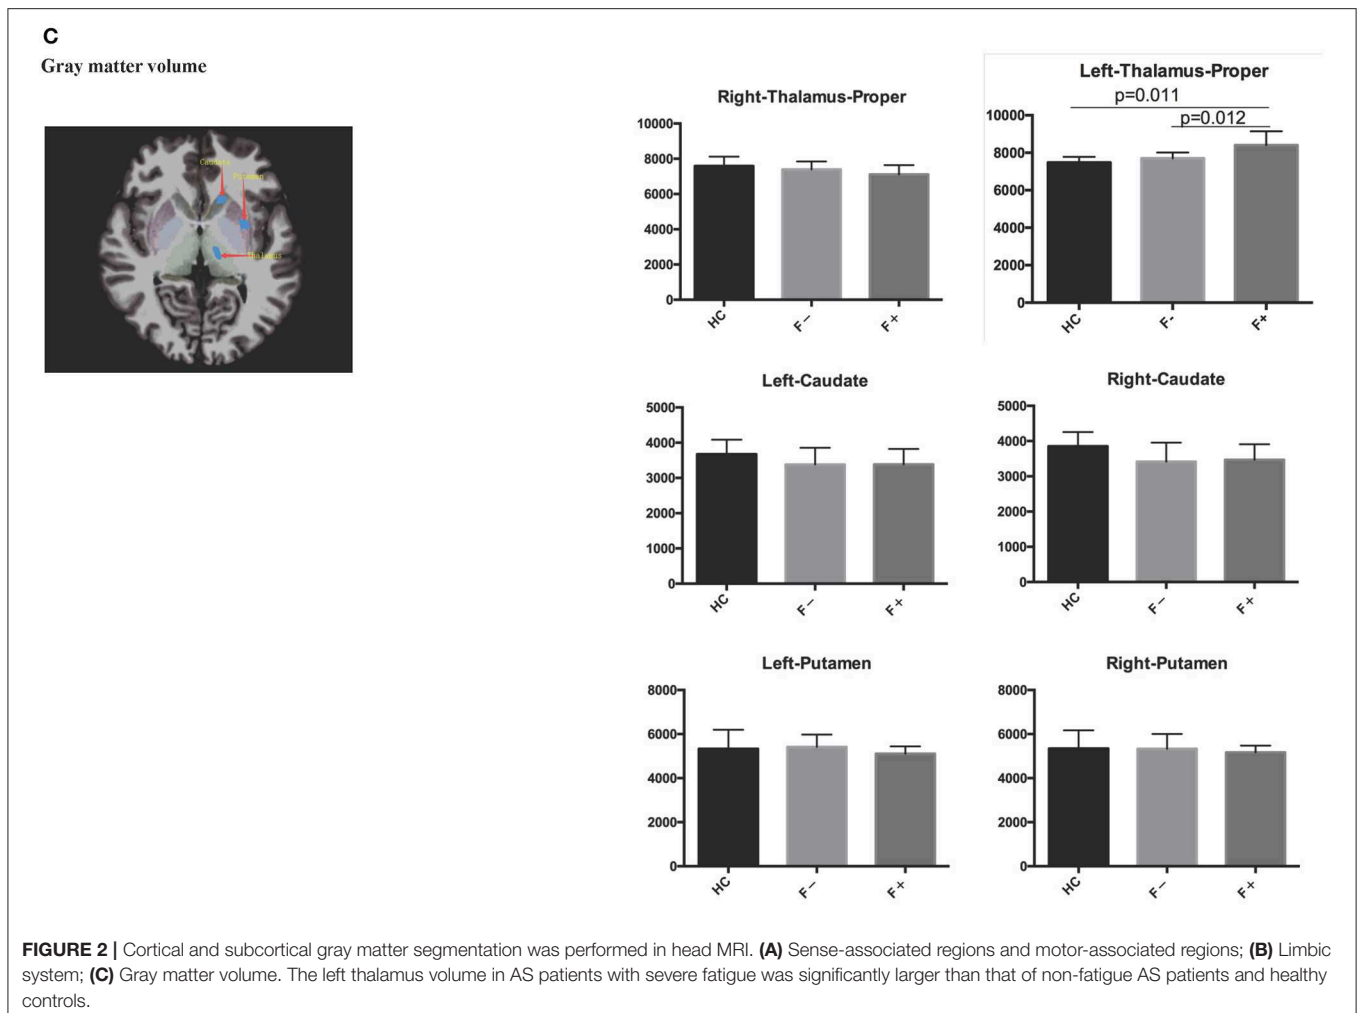 C
Gray matter volume
Caudate
Putamen
Thalamus
Right-Thalamus-Proper
10000
8000
6000
4000
2000
0
HC
F−
F+
Left-Thalamus-Proper
p=0.011
p=0.012
10000
8000
6000
4000
2000
0
HC
F-
F+
Left-Caudate
5000
4000
3000
2000
1000
0
HC
F−
F+
Right-Caudate
5000
4000
3000
2000
1000
0
HC
F−
F+
Left-Putamen
8000
6000
4000
2000
0
HC
F−
F+
Right-Putamen
8000
6000
4000
2000
0
HC
F−
F+
FIGURE 2 | Cortical and subcortical gray matter segmentation was performed in head MRI. (A) Sense-associated regions and motor-associated regions; (B) Limbic
system; (C) Gray matter volume. The left thalamus volume in AS patients with severe fatigue was significantly larger than that of non-fatigue AS patients and healthy
controls.